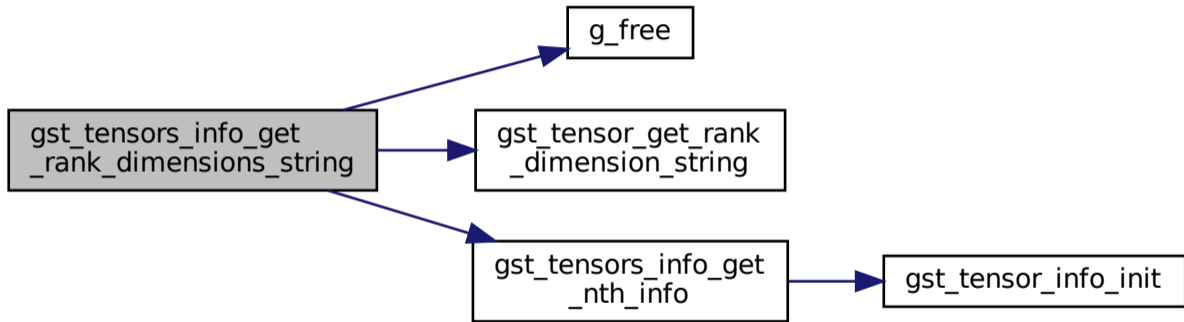 g_free
gst_tensors_info_get
_rank_dimensions_string
gst_tensor_get_rank
_dimension_string
gst_tensors_info_get
_nth_info
gst_tensor_info_init